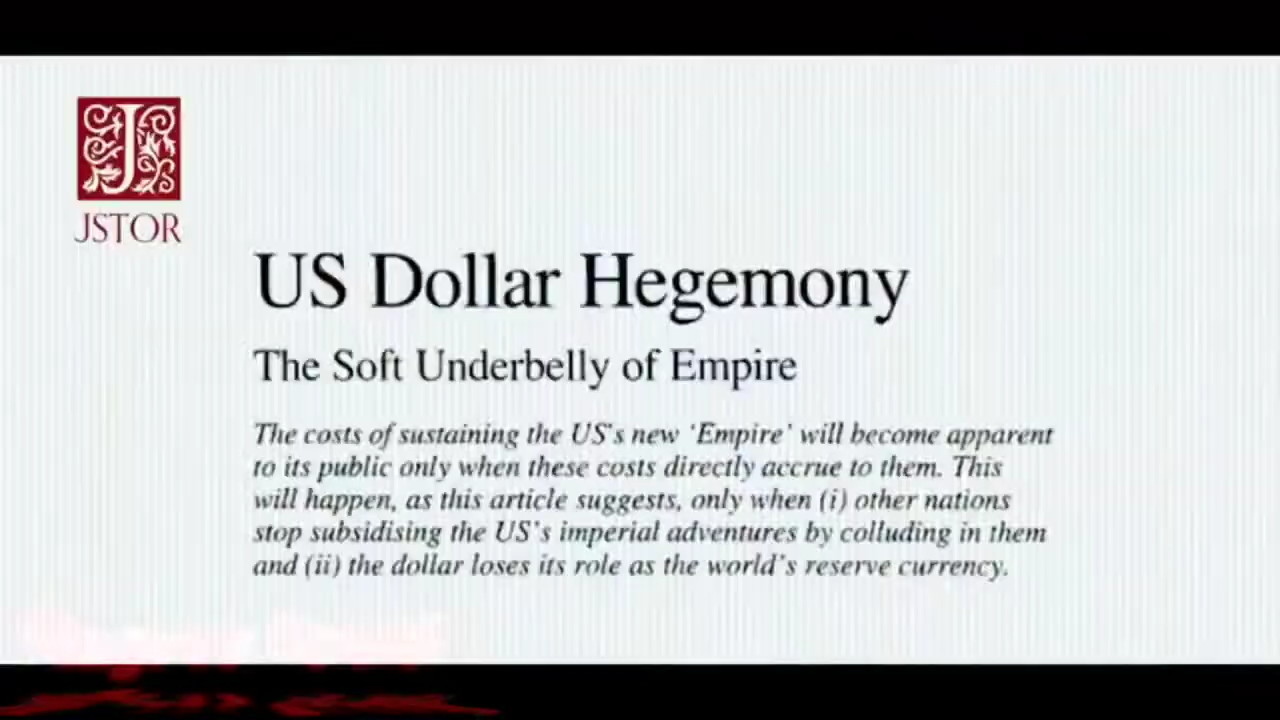 JSTOR
US Dollar Hegemony
The Soft Underbelly of Empire
The costs of sustaining the US's new 'Empire' will become apparent
to its public only when these costs directly accrue to them. This
will happen, as this article suggests, only when (i) other nations
stop subsidising the US's imperial adventures by colluding in them
and (ii) the dollar loses its role as the world's reserve currency.